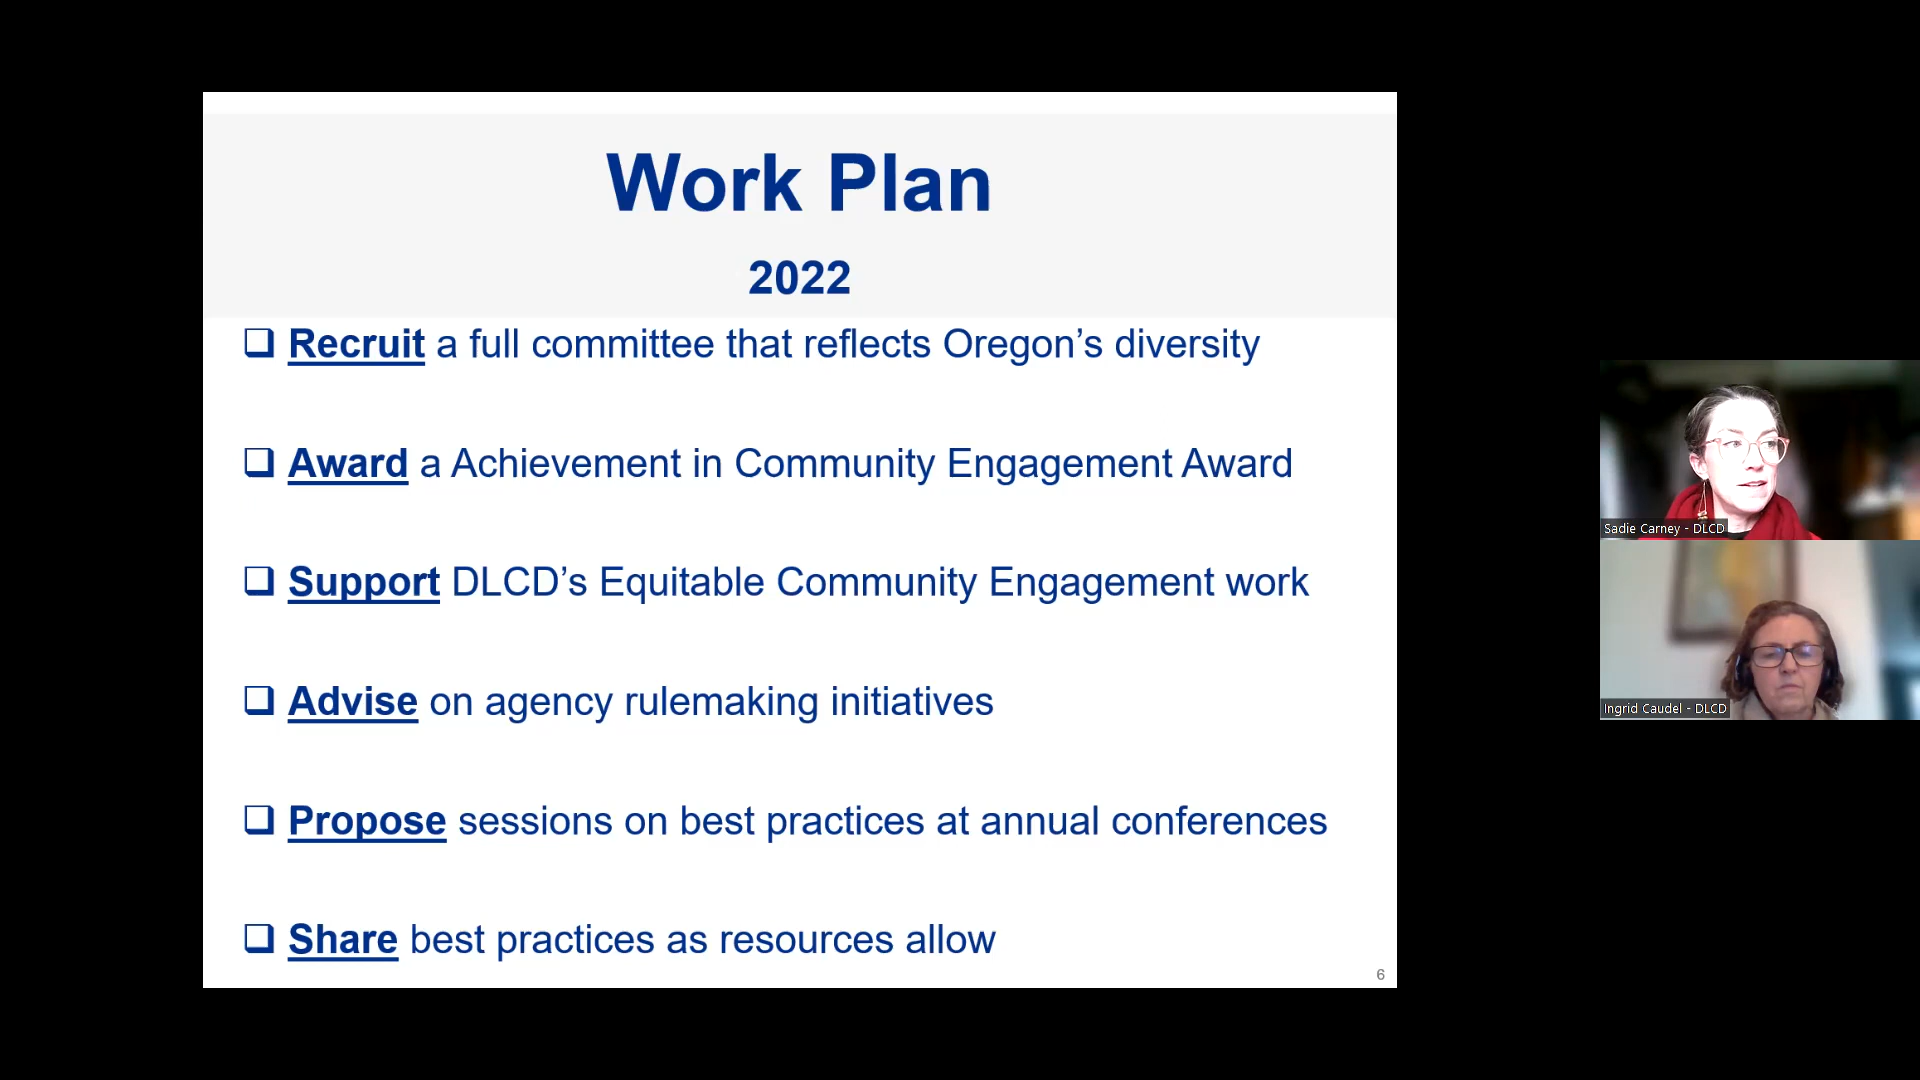 Work Plan
2022
Recruit a full committee that reflects Oregon’s diversity
Award a Achievement in Community Engagement Award
Support DLCD’s Equitable Community Engagement work
Advise on agency rulemaking initiatives
Propose sessions on best practices at annual conferences
Share best practices as resources allow
6
Sadie Carney - DLCD
Ingrid Caudel - DLCD